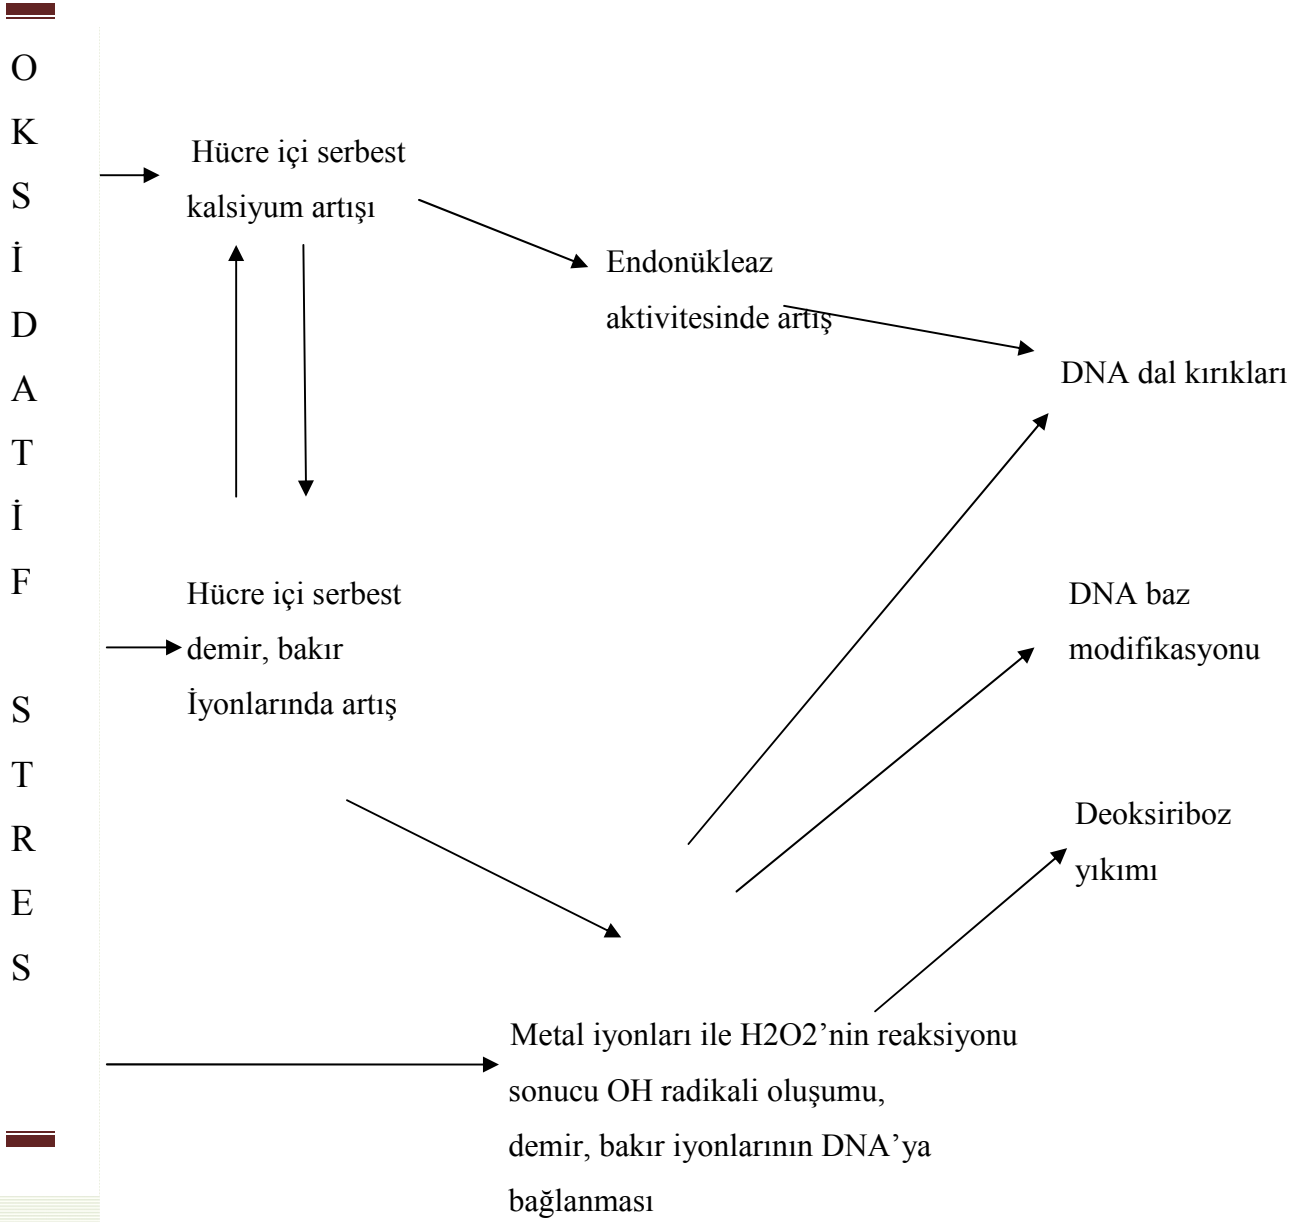 O
K
S
İ
D
A
T
İ
F
S
T
R
E
S
Hücre içi serbest
kalsiyum artışı
Endonükleaz
aktivitesinde artış
DNA dal kırıkları
Hücre içi serbest
demir, bakır
İyonlarında artış
DNA baz
modifikasyonu
Deoksiriboz
yıkımı
Metal iyonları ile H2O2’nin reaksiyonu
sonucu OH radikali oluşumu,
demir, bakır iyonlarının DNA’ya
bağlanması